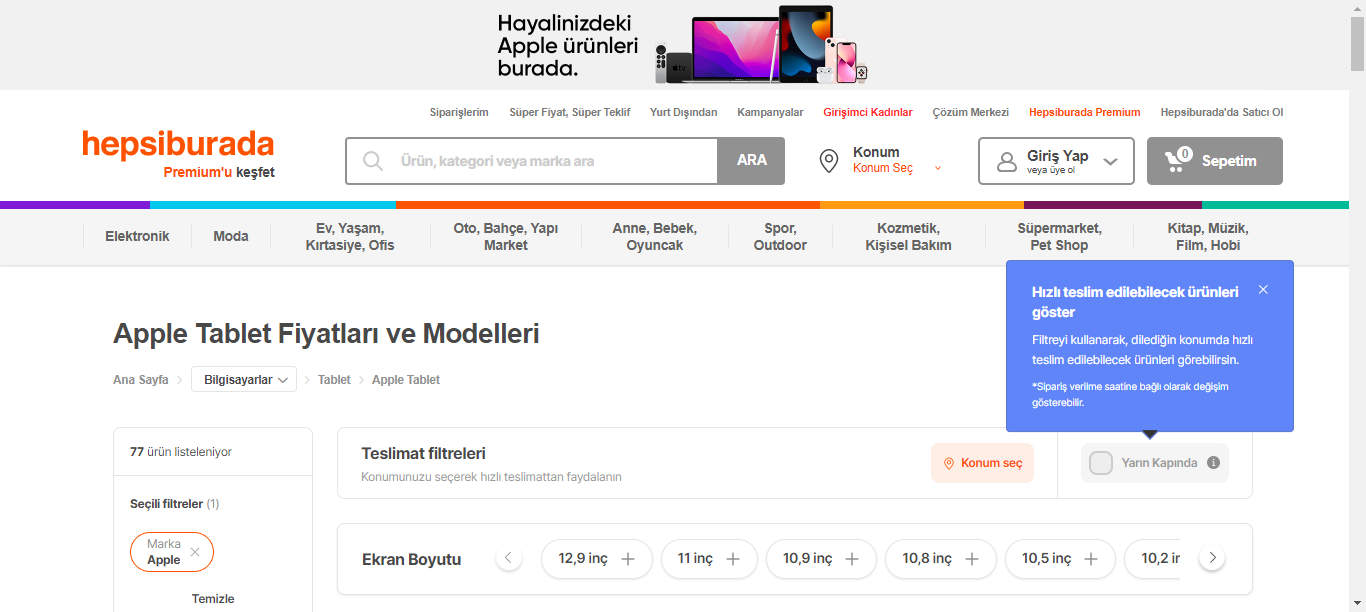 Hayalinizdeki
Apple ürünleri
burada.
Siparişlerim
Süper Fiyat, Süper Teklif
Yurt Dışından
Kampanyalar
Girişimci Kadınlar
Çözüm Merkezi
Hepsiburada Premium
Hepsiburada'da Satıcı Ol
hepsiburada
Premium'u keşfet
Ürün, kategori veya marka ara
ARA
Konum
Konum Seç
Giriş Yap
veya üye ol
0
Sepetim
Elektronik
Moda
Ev, Yaşam,
Kırtasiye, Ofis
Oto, Bahçe, Yapı
Market
Anne, Bebek,
Oyuncak
Spor,
Outdoor
Kozmetik,
Kişisel Bakım
Süpermarket,
Pet Shop
Kitap, Müzik,
Film, Hobi
Hızlı teslim edilebilecek ürünleri
göster
Filtreyi kullanarak, dilediğin konumda hızlı
teslim edilebilecek ürünleri görebilirsin.
*Sipariş verilme saatine bağlı olarak değişim
gösterebilir.
Apple Tablet Fiyatları ve Modelleri
Ana Sayfa
Bilgisayarlar
Tablet
Apple Tablet
77 ürün listeleniyor
Seçili filtreler (1)
Marka
Apple
Temizle
Teslimat filtreleri
Konumunuzu seçerek hızlı teslimattan faydalanın
Konum seç
Yarın Kapında
Ekran Boyutu
12,9 inç
11 inç
10,9 inç
10,8 inç
10,5 inç
10,2 in